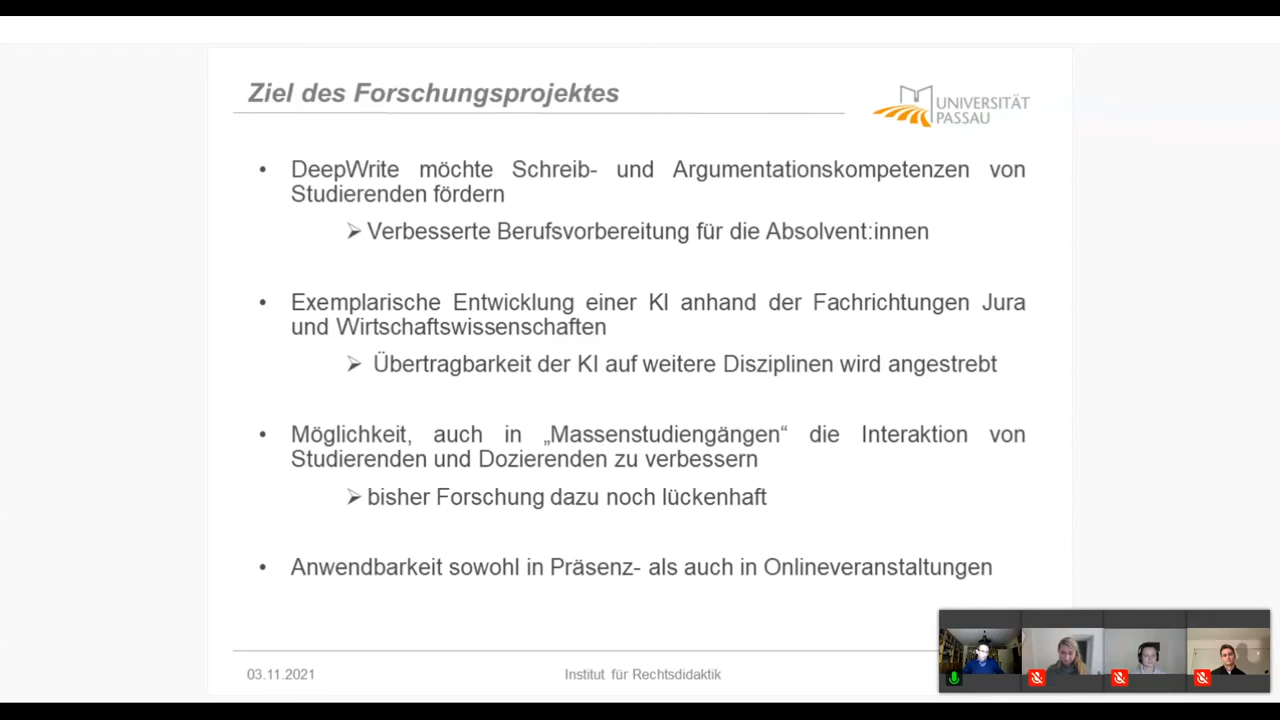 Ziel des Forschungsprojektes
UNIVERSITÄT
PASSAU
• DeepWrite möchte Schreib- und Argumentationskompetenzen von
Studierenden fördern
➢ Verbesserte Berufsvorbereitung für die Absolvent:innen
• Exemplarische Entwicklung einer KI anhand der Fachrichtungen Jura
und Wirtschaftswissenschaften
➢ Übertragbarkeit der KI auf weitere Disziplinen wird angestrebt
• Möglichkeit, auch in „Massenstudiengängen“ die Interaktion von
Studierenden und Dozierenden zu verbessern
➢ bisher Forschung dazu noch lückenhaft
• Anwendbarkeit sowohl in Präsenz- als auch in Onlineveranstaltungen
03.11.2021
Institut für Rechtsdidaktik